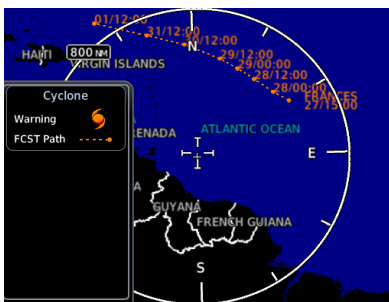 01/12:00
31/12:00
30/12:00
N
HAITI
800 NM
VIRGIN ISLANDS
29/12:00
29/00:00
28/12:00
28/00:00
FRANCES
27/15:00
Cyclone
Warning
FCST Path
RENADA
ATLANTIC OCEAN
E
A
GUYANA
FRENCH GUIANA
S